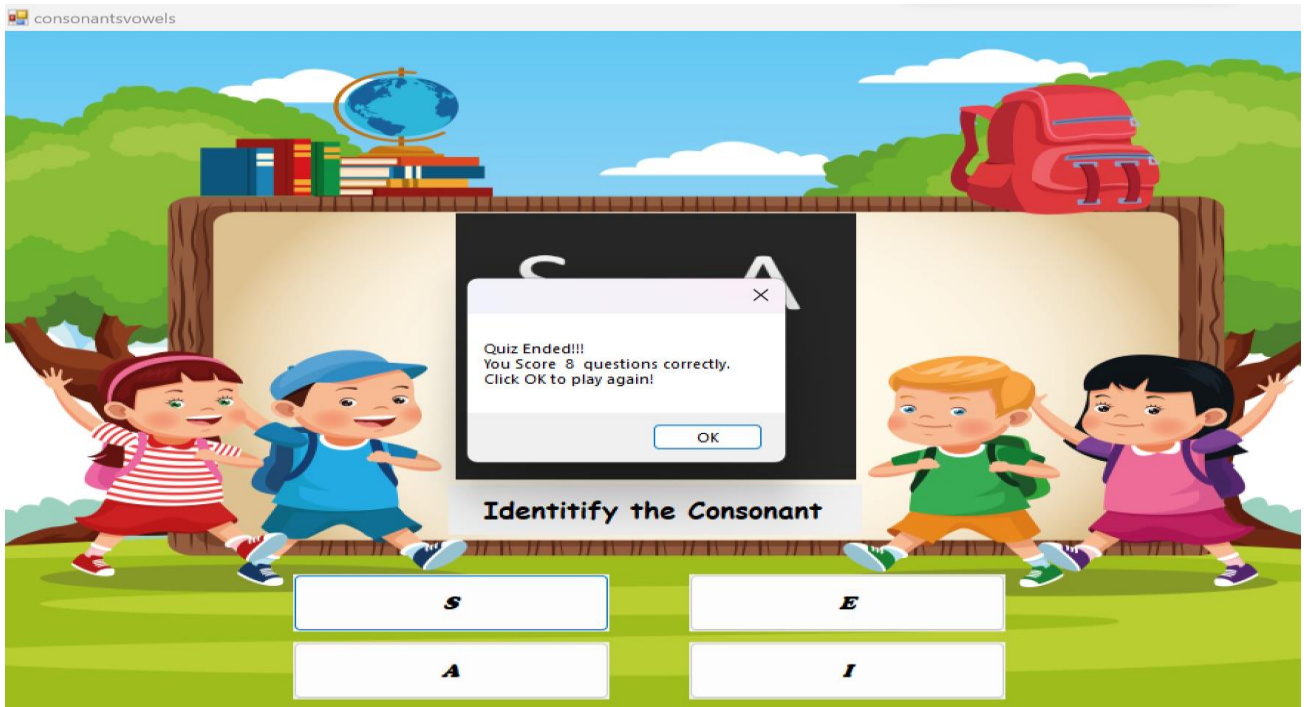 consonantsvowels
S A
Quiz Ended!!!
You Score 8 questions correctly.
Click OK to play again!
OK
Identitify the Consonant
S E
A I